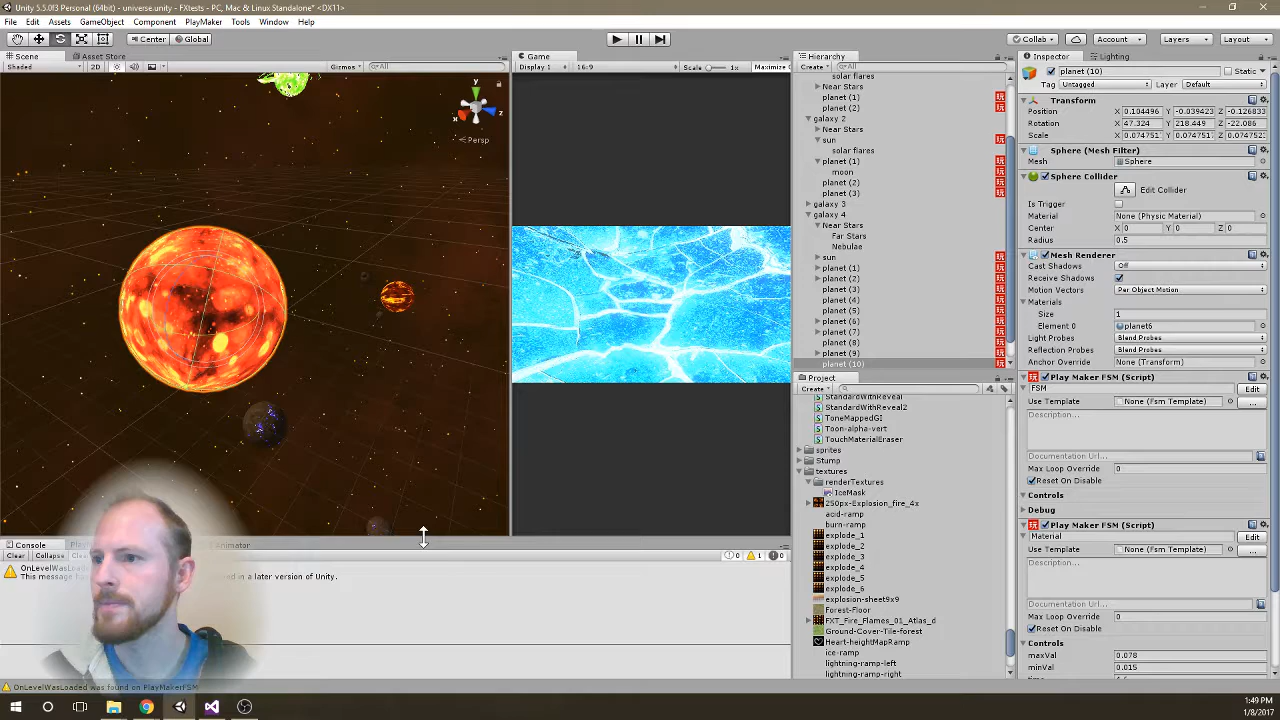 Unity 5.5.0f3 Personal (64bit) - universe.unity - FXtests - PC, Mac & Linux Standalone* <DX11>
File Edit Assets GameObject Component PlayMaker Tools Window Help
Center Global
Collab Account Layers Layout
Scene Asset Store
Shaded 2D Gizmos All
y
x
z
Persp
Game
Display 1 16:9 Scale 1x Maximize
Hierarchy
Create All
solar flares
Near Stars
planet (1)
planet (2)
galaxy 2
Near Stars
sun
solar flares
planet (1)
moon
planet (2)
planet (3)
galaxy 3
galaxy 4
Near Stars
Far Stars
Nebulae
sun
planet (1)
planet (2)
planet (3)
planet (4)
planet (5)
planet (6)
planet (7)
planet (8)
planet (9)
planet (10)
Project
Create
StandardWithReveal
StandardWithReveal2
ToneMappedGI
Toon-alpha-vert
TouchMaterialEraser
sprites
Stump
textures
renderTextures
IceMask
250px-Explosion_fire_4x
acid-ramp
burn-ramp
explode_1
explode_2
explode_3
explode_4
explode_5
explode_6
explosion-sheet9x9
Forest-Floor
FXT_Fire_Flames_01_Atlas_d
Ground-Cover-Tile-forest
Heart-heightMapRamp
ice-ramp
lightning-ramp-left
lightning-ramp-right
Inspector Lighting
planet (10) Static
Tag Untagged Layer Default
Transform
Position X 0.104496 Y -0.039423 Z -0.126833
Rotation X 47.324 Y 218.449 Z -22.086
Scale X 0.074751 Y 0.074751 Z 0.074752
Sphere (Mesh Filter)
Mesh Sphere
Sphere Collider
Edit Collider
Is Trigger
Material None (Physic Material)
Center X 0 Y 0 Z 0
Radius 0.5
Mesh Renderer
Cast Shadows Off
Receive Shadows
Motion Vectors Per Object Motion
Materials
Size 1
Element 0 planet6
Light Probes Blend Probes
Reflection Probes Blend Probes
Anchor Override None (Transform)
Play Maker FSM (Script)
FSM Edit
Use Template None (Fsm Template) ...
Description...
Documentation Url...
Max Loop Override 0
Reset On Disable
Controls
Debug
Play Maker FSM (Script)
Material Edit
Use Template None (Fsm Template) ...
Description...
Documentation Url...
Max Loop Override 0
Reset On Disable
Controls
maxVal 0.078
minVal 0.015
Console Animator
Clear Collapse 0 1 0
OnLevelWasLoaded
This message d in a later version of Unity.
OnLevelWasLoaded was found on PlayMakerFSM
1:49 PM
1/8/2017